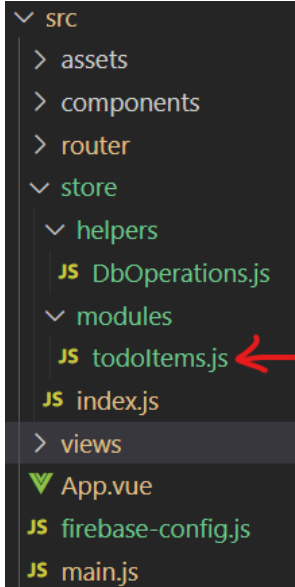 src
assets
components
router
store
helpers
JS DbOperations.js
modules
JS todoItems.js
JS index.js
views
App.vue
JS firebase-config.js
JS main.js